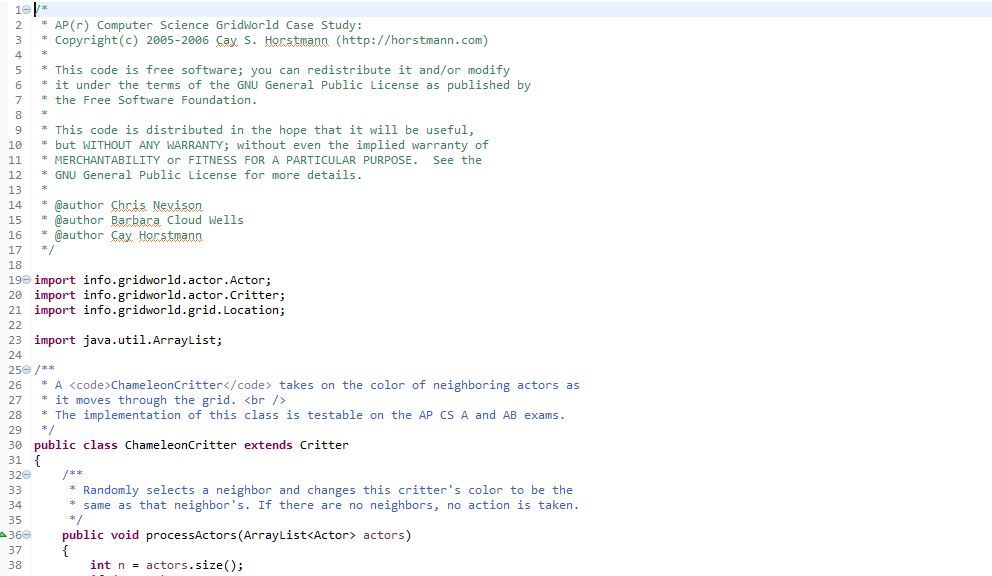 1 /*
2 * AP(r) Computer Science GridWorld Case Study:
3 * Copyright(c) 2005-2006 Cay S. Horstmann (http://horstmann.com)
4 *
5 * This code is free software; you can redistribute it and/or modify
6 * it under the terms of the GNU General Public License as published by
7 * the Free Software Foundation.
8 *
9 * This code is distributed in the hope that it will be useful,
10 * but WITHOUT ANY WARRANTY; without even the implied warranty of
11 * MERCHANTABILITY or FITNESS FOR A PARTICULAR PURPOSE.  See the
12 * GNU General Public License for more details.
13 *
14 * @author Chris Nevison
15 * @author Barbara Cloud Wells
16 * @author Cay Horstmann
17 */
18
19 import info.gridworld.actor.Actor;
20 import info.gridworld.actor.Critter;
21 import info.gridworld.grid.Location;
22
23 import java.util.ArrayList;
24
25 /**
26 * A <code>ChameleonCritter</code> takes on the color of neighboring actors as
27 * it moves through the grid. <br />
28 * The implementation of this class is testable on the AP CS A and AB exams.
29 */
30 public class ChameleonCritter extends Critter
31 {
32 /**
33 * Randomly selects a neighbor and changes this critter's color to be the
34 * same as that neighbor's. If there are no neighbors, no action is taken.
35 */
36 public void processActors(ArrayList<Actor> actors)
37 {
38 int n = actors.size();